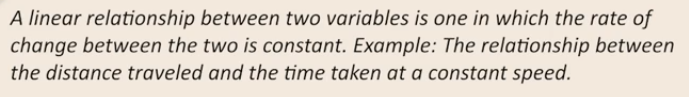 A linear relationship between two variables is one in which the rate of
change between the two is constant. Example: The relationship between
the distance traveled and the time taken at a constant speed.